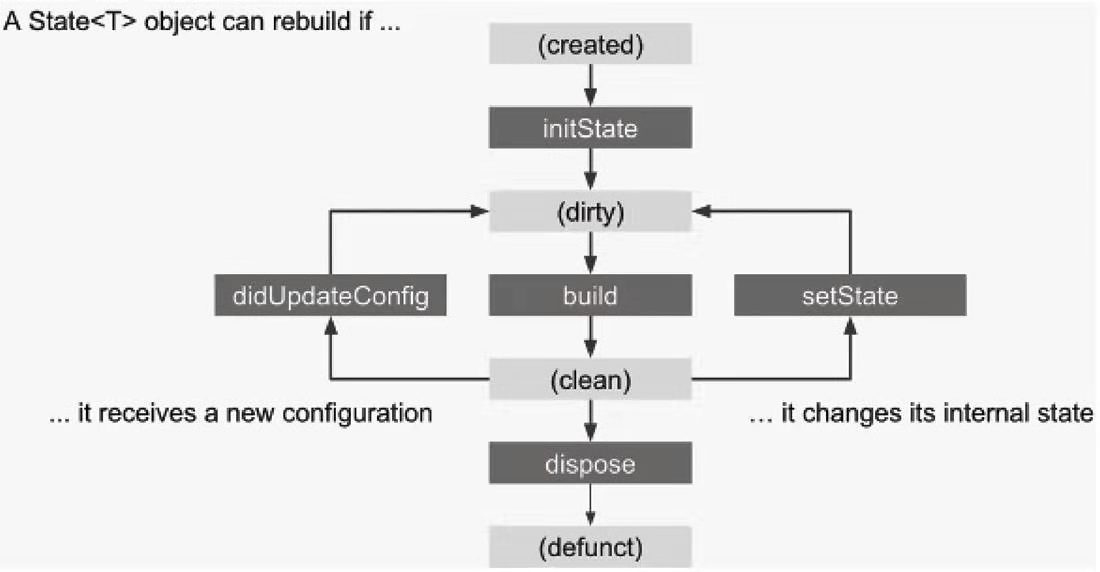 A State<T> object can rebuild if ...
(created)
initState
(dirty)
didUpdateConfig
build
setState
(clean)
... it receives a new configuration
... it changes its internal state
dispose
(defunct)